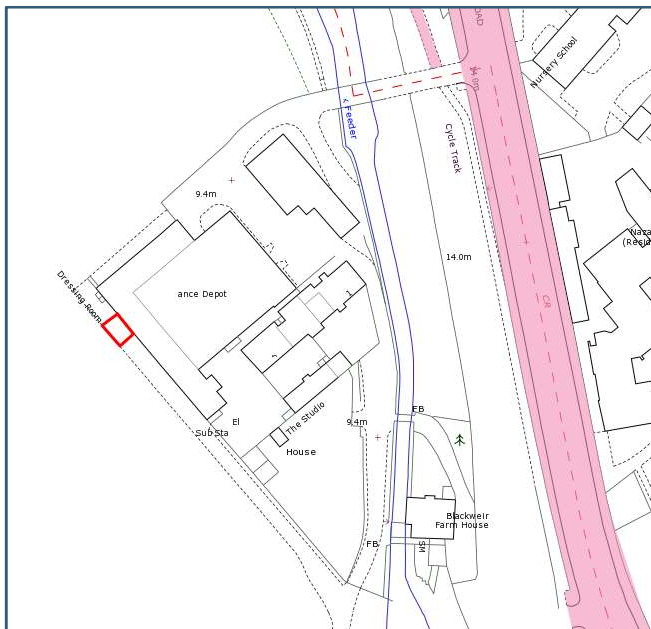 OAD
14.0m
Nursery School
< Feeder
Cycle Track
9.4m
Naza
(Resid
14.0m
Dressing Room
ance Depot
CR
FB
El
Sub Sta
The Studio
9.4m
House
Blackweir
Farm House
FB
SM